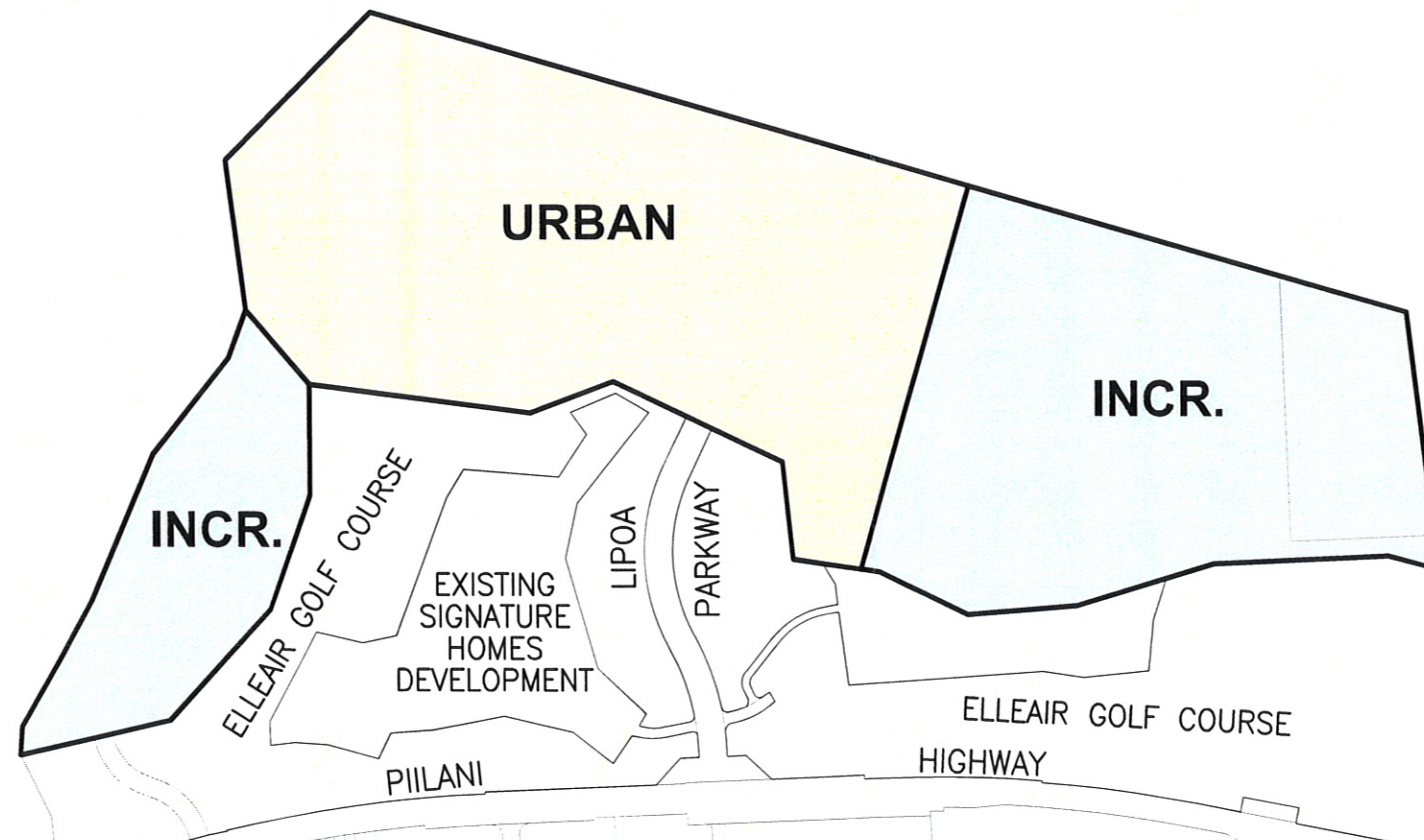 URBAN
INCR.
INCR.
ELLEAIR GOLF COURSE
LIPOA
PARKWAY
EXISTING
SIGNATURE
HOMES
DEVELOPMENT
ELLEAIR GOLF COURSE
PIILANI
HIGHWAY